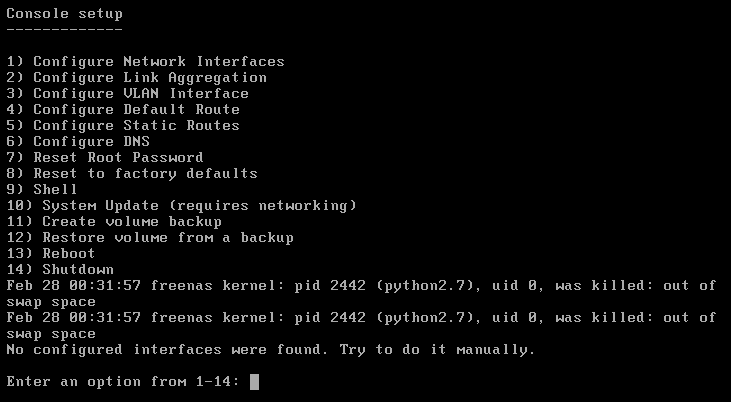 Console setup
-------------
1) Configure Network Interfaces
2) Configure Link Aggregation
3) Configure VLAN Interface
4) Configure Default Route
5) Configure Static Routes
6) Configure DNS
7) Reset Root Password
8) Reset to factory defaults
9) Shell
10) System Update (requires networking)
11) Create volume backup
12) Restore volume from a backup
13) Reboot
14) Shutdown
Feb 28 00:31:57 freenas kernel: pid 2442 (python2.7), uid 0, was killed: out of
swap space
Feb 28 00:31:57 freenas kernel: pid 2442 (python2.7), uid 0, was killed: out of
swap space
No configured interfaces were found. Try to do it manually.
Enter an option from 1-14: